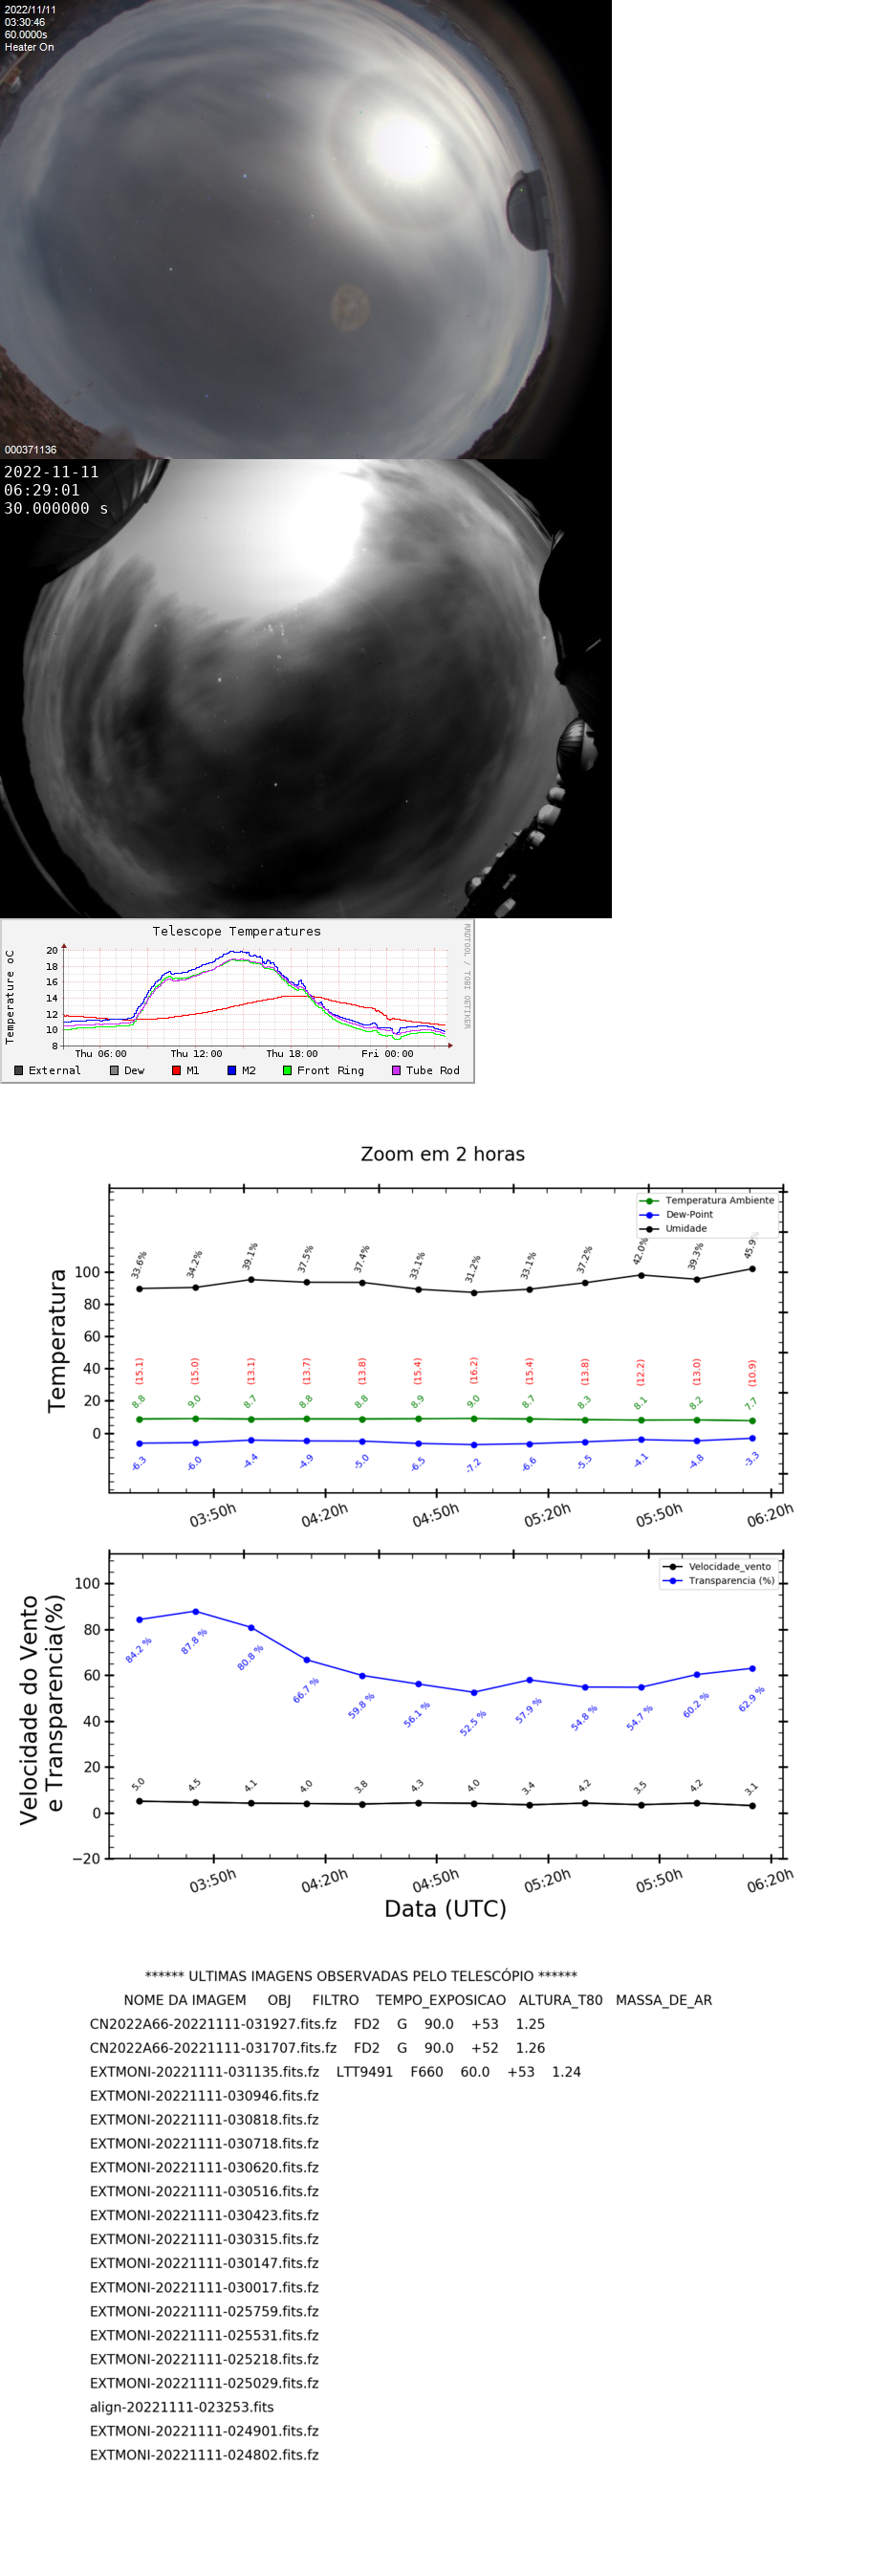 2022/11/11
03:30:46
60.0000s
Heater On
000371136
2022-11-11
06:29:01
30.000000 s
Telescope Temperatures
RRDTOOL / TOBI OETIKER
Temperature oC
20
18
16
14
12
10
8
Thu 06:00 Thu 12:00 Thu 18:00 Fri 00:00
External Dew M1 M2 Front Ring Tube Rod
Zoom em 2 horas
Temperatura Ambiente
Dew-Point
Umidade
Temperatura
100
80
60
40
20
0
33.6% 34.2% 39.1% 37.5% 37.4% 33.1% 31.2% 33.1% 37.2% 42.0% 39.3% 45.9%
(15.1) (15.0) (13.1) (13.7) (13.8) (15.4) (16.2) (15.4) (13.8) (12.2) (13.0) (10.9)
8.8 9.0 8.7 8.8 8.8 8.9 9.0 8.7 8.3 8.1 8.2 7.7
-6.3 -6.0 -4.4 -4.9 -5.0 -6.5 -7.2 -6.6 -5.5 -4.1 -4.8 -3.3
03:50h 04:20h 04:50h 05:20h 05:50h 06:20h
Velocidade_vento
Transparencia (%)
Velocidade do Vento
e Transparencia(%)
100
80
60
40
20
0
−20
84.2 % 87.8 % 80.8 % 66.7 % 59.8 % 56.1 % 52.5 % 57.9 % 54.8 % 54.7 % 60.2 % 62.9 %
5.0 4.5 4.1 4.0 3.8 4.3 4.0 3.4 4.2 3.5 4.2 3.1
03:50h 04:20h 04:50h 05:20h 05:50h 06:20h
Data (UTC)
****** ULTIMAS IMAGENS OBSERVADAS PELO TELESCÓPIO ******
NOME DA IMAGEM OBJ FILTRO TEMPO_EXPOSICAO ALTURA_T80 MASSA_DE_AR
CN2022A66-20221111-031927.fits.fz FD2 G 90.0 +53 1.25
CN2022A66-20221111-031707.fits.fz FD2 G 90.0 +52 1.26
EXTMONI-20221111-031135.fits.fz LTT9491 F660 60.0 +53 1.24
EXTMONI-20221111-030946.fits.fz
EXTMONI-20221111-030818.fits.fz
EXTMONI-20221111-030718.fits.fz
EXTMONI-20221111-030620.fits.fz
EXTMONI-20221111-030516.fits.fz
EXTMONI-20221111-030423.fits.fz
EXTMONI-20221111-030315.fits.fz
EXTMONI-20221111-030147.fits.fz
EXTMONI-20221111-030017.fits.fz
EXTMONI-20221111-025759.fits.fz
EXTMONI-20221111-025531.fits.fz
EXTMONI-20221111-025218.fits.fz
EXTMONI-20221111-025029.fits.fz
align-20221111-023253.fits
EXTMONI-20221111-024901.fits.fz
EXTMONI-20221111-024802.fits.fz